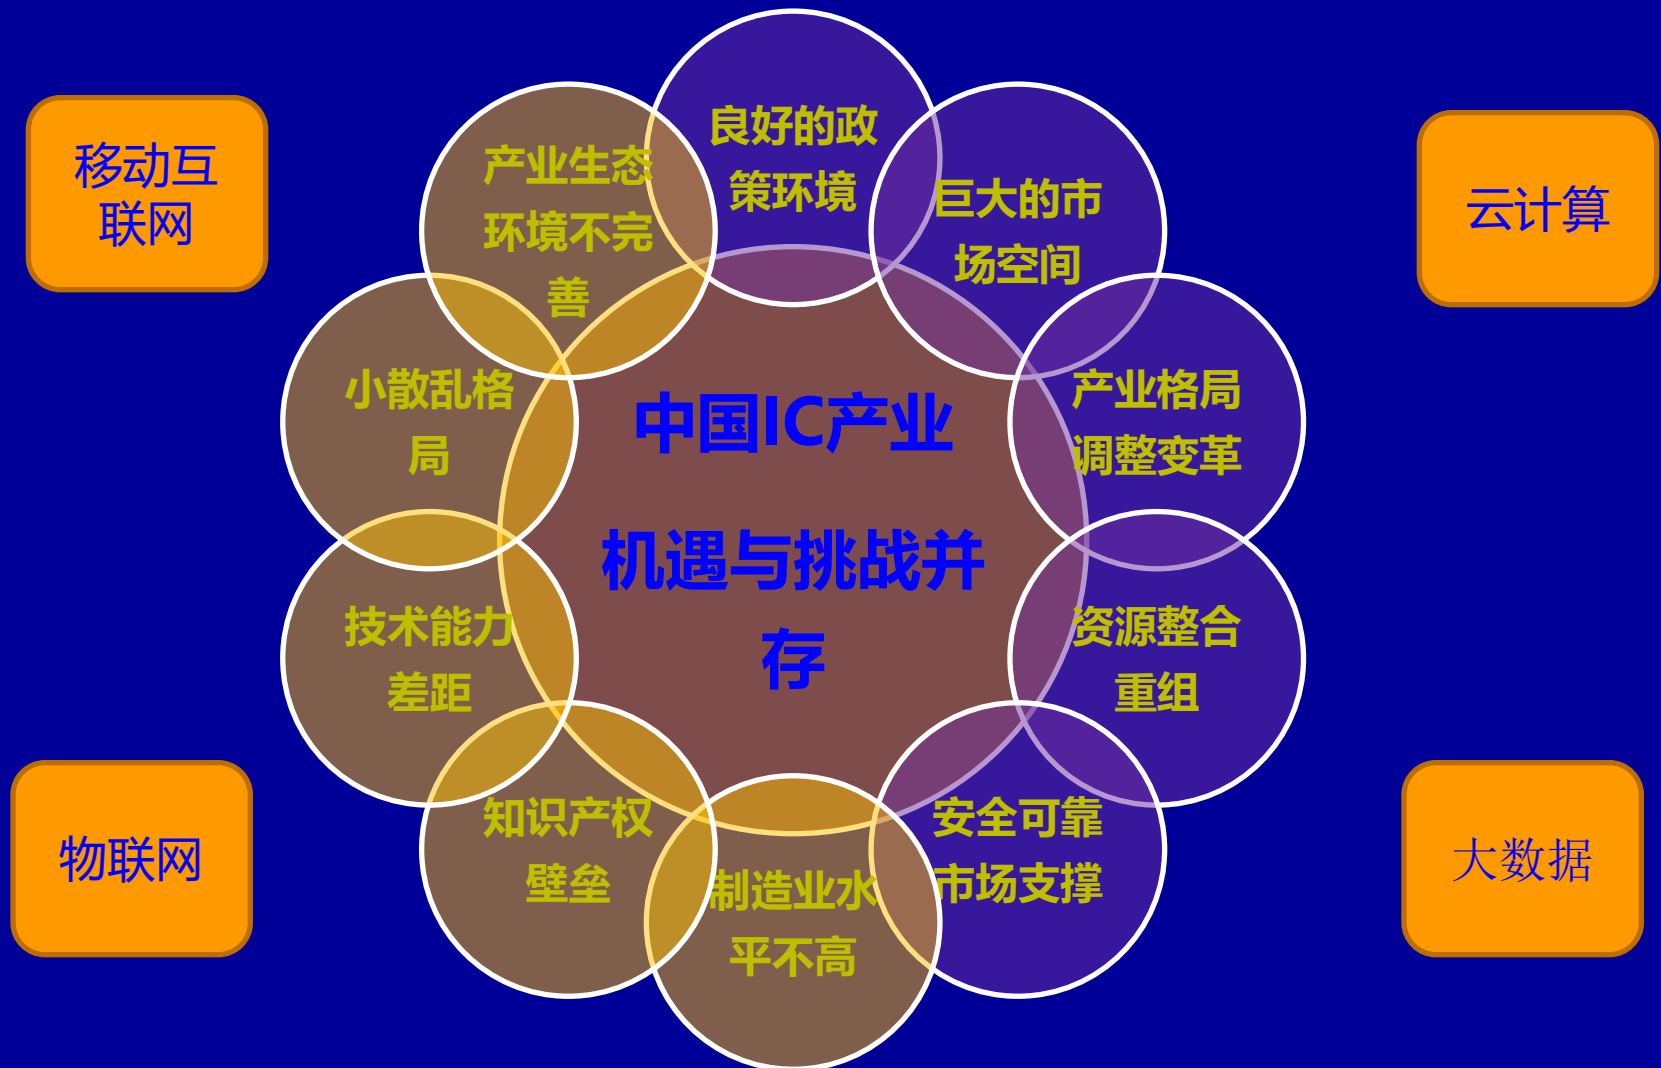 移动互
联网
云计算
良好的政
策环境
巨大的市
场空间
产业格局
调整变革
资源整合
重组
安全可靠
市场支撑
制造业水
平不高
知识产权
壁垒
技术能力
差距
小散乱格
局
产业生态
环境不完
善
中国IC产业
机遇与挑战并
存
物联网
大数据